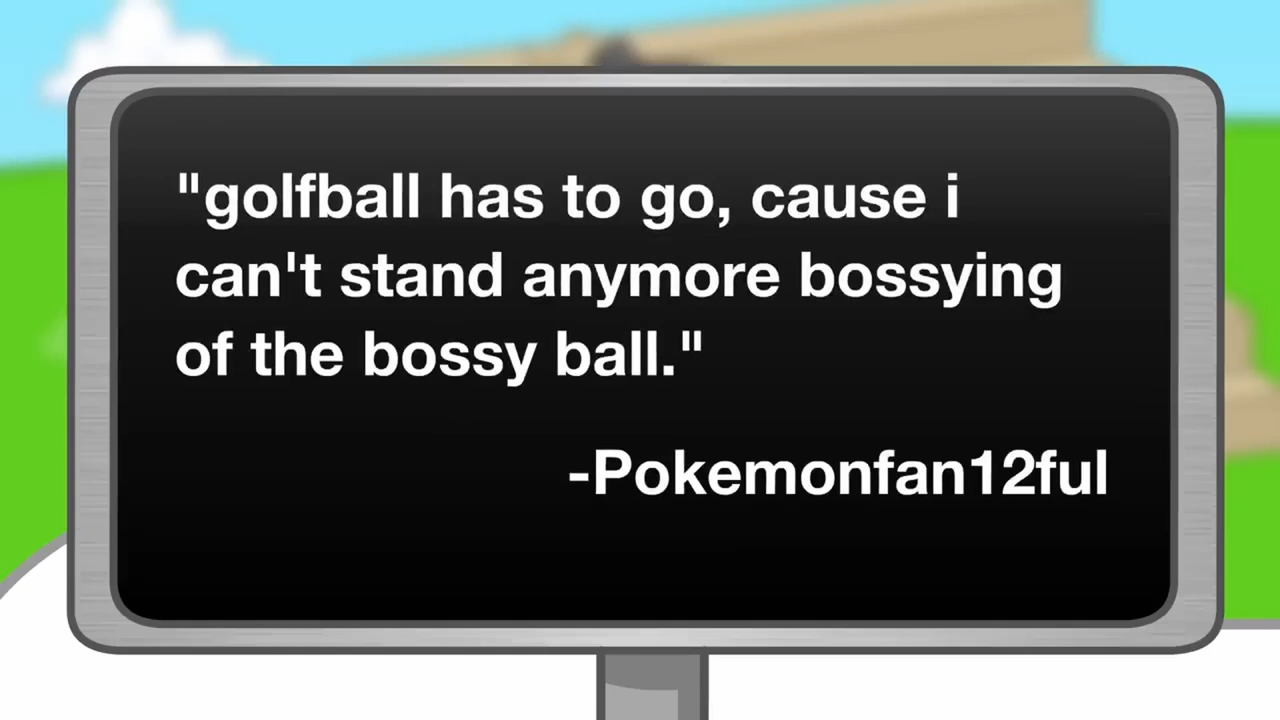 "golfball has to go, cause i
can't stand anymore bossying
of the bossy ball."
-Pokemonfan12ful